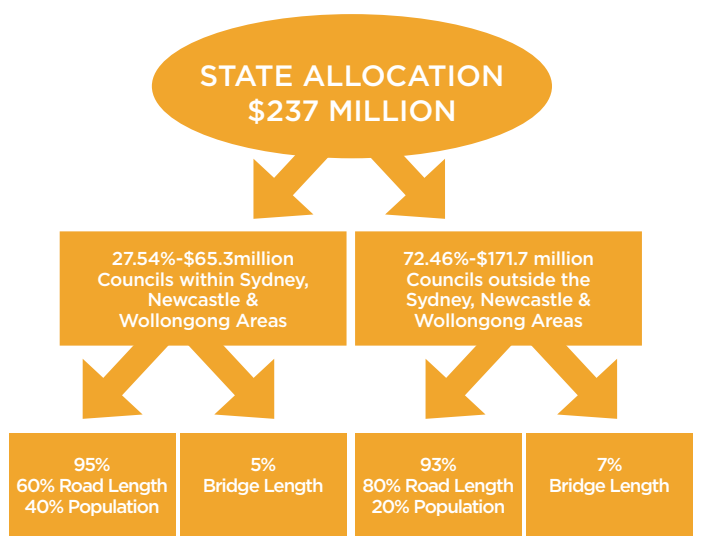 STATE ALLOCATION
$237 MILLION
27.54%-$65.3million
Councils within Sydney,
Newcastle &
Wollongong Areas
72.46%-$171.7 million
Councils outside the
Sydney, Newcastle &
Wollongong Areas
95%
60% Road Length
40% Population
5%
Bridge Length
93%
80% Road Length
20% Population
7%
Bridge Length